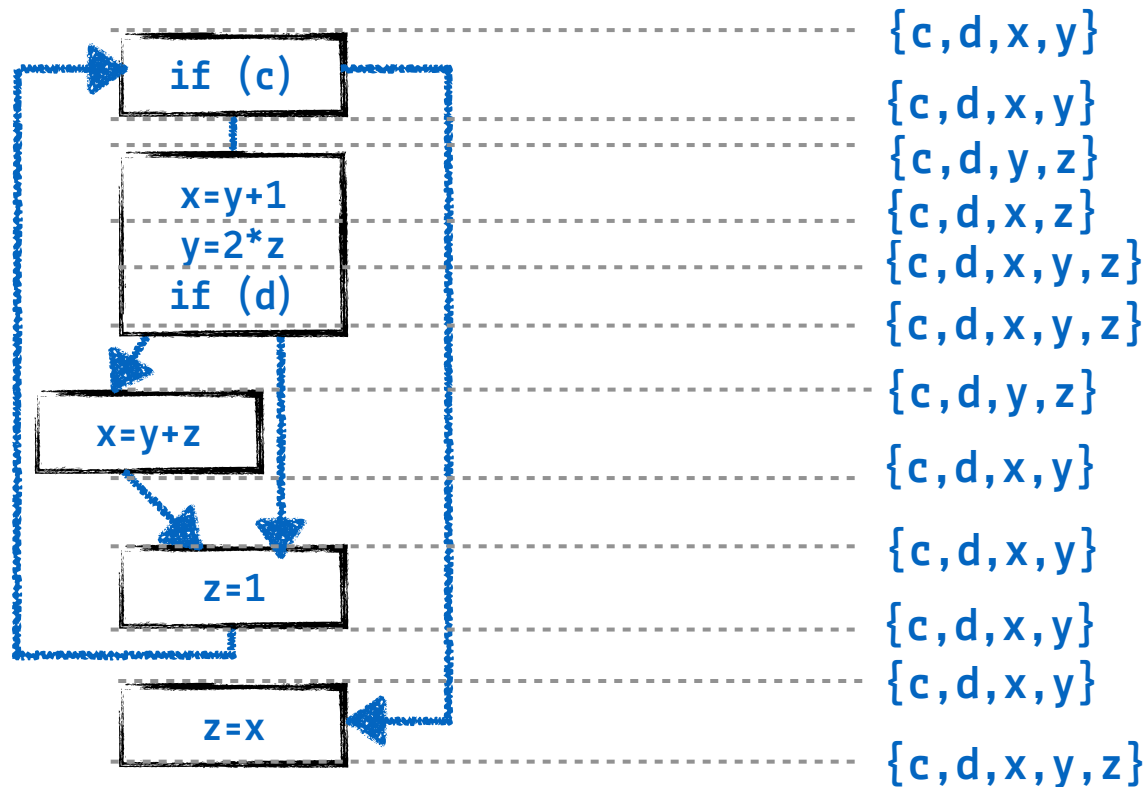 {c,d,x,y}
if (c)
{c,d,x,y}
{c,d,y,z}
x=y+1
{c,d,x,z}
y=2*z
{c,d,x,y,z}
if (d)
{c,d,x,y,z}
{c,d,y,z}
x=y+z
{c,d,x,y}
{c,d,x,y}
z=1
{c,d,x,y}
{c,d,x,y}
z=x
{c,d,x,y,z}